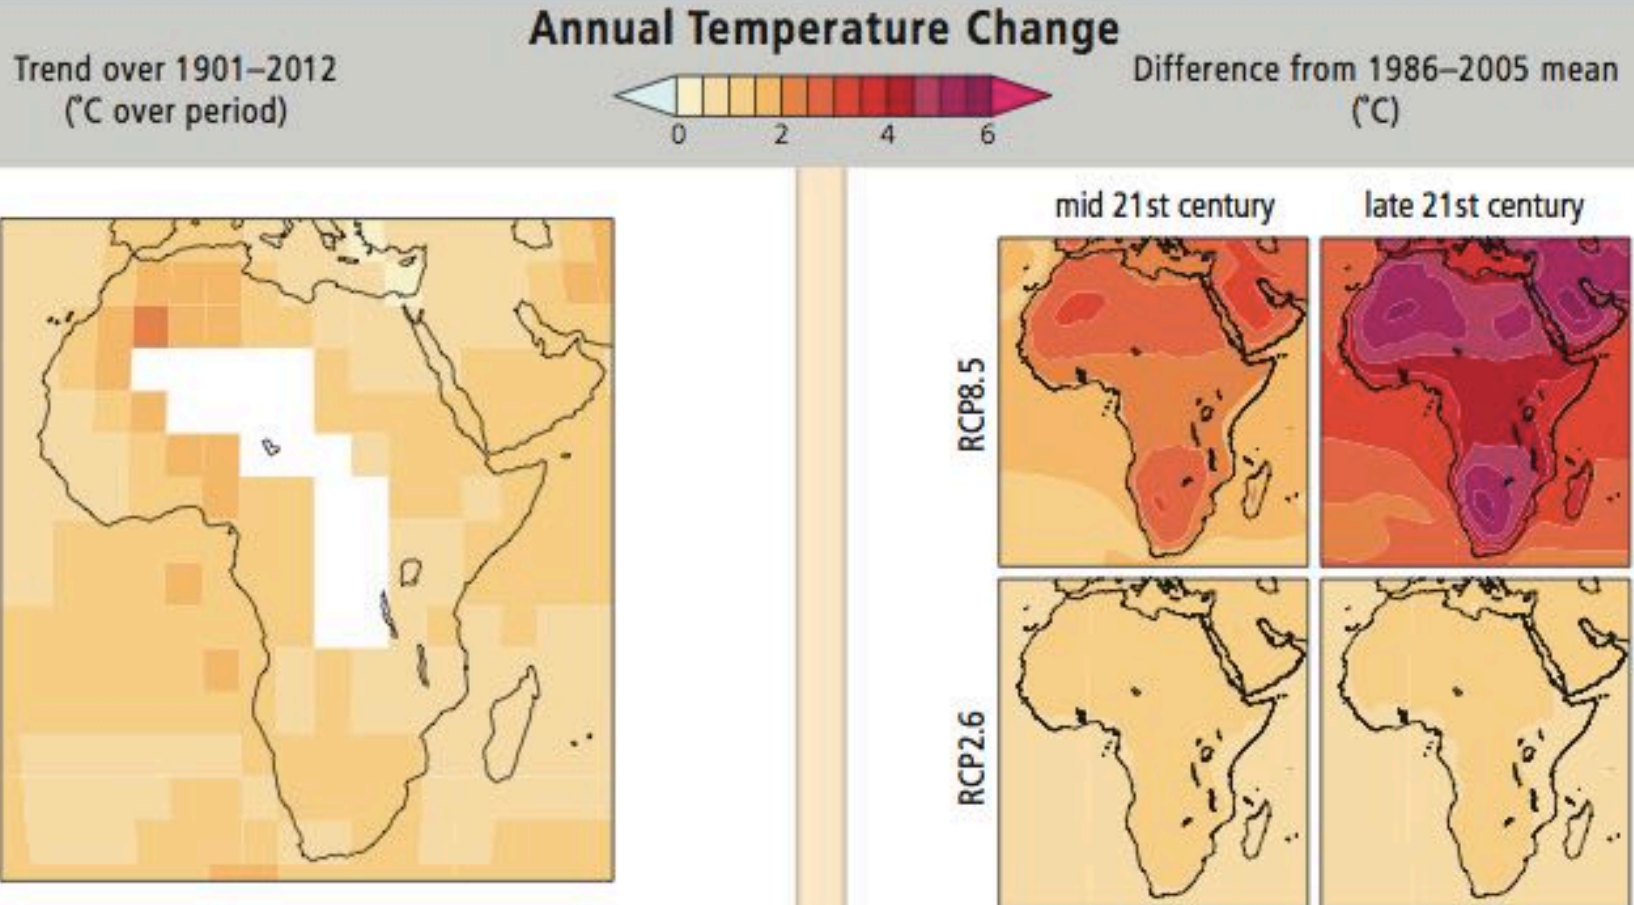 Annual Temperature Change
Trend over 1901–2012
(˚C over period)
0 2 4 6
Difference from 1986–2005 mean
(˚C)
mid 21st century
late 21st century
RCP8.5
RCP2.6